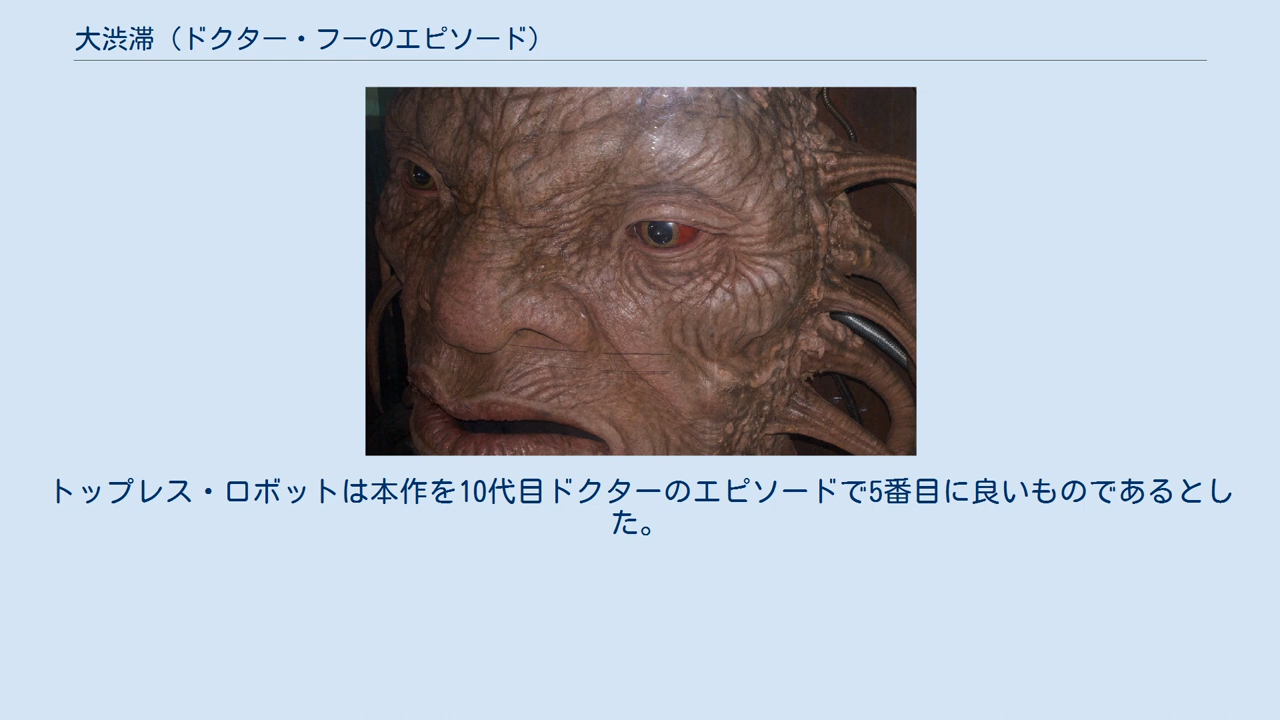 大渋滞（ドクター・フーのエピソード）
トップレス・ロボットは本作を10代目ドクターのエピソードで5番目に良いものであるとし
た。